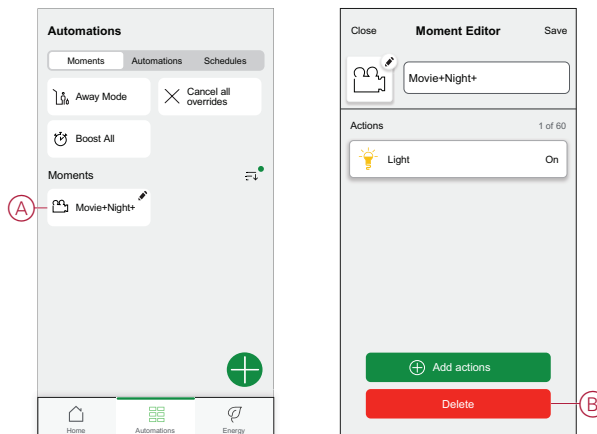 Automations
Moments Automations Schedules
Away Mode
Cancel all
overrides
Boost All
Moments
A
Movie+Night+
Home Automations Energy
Close Moment Editor Save
Movie+Night+
Actions 1 of 60
Light On
Add actions
Delete
B